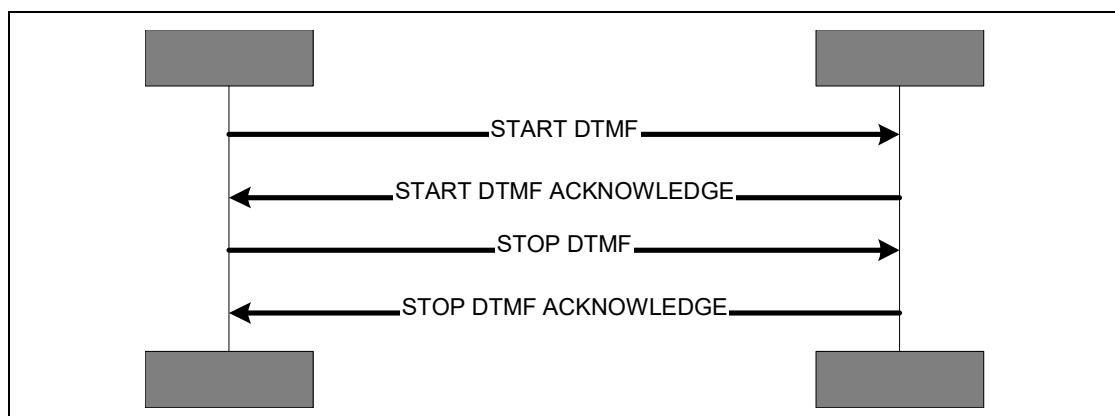 START DTMF
START DTMF ACKNOWLEDGE
STOP DTMF
STOP DTMF ACKNOWLEDGE